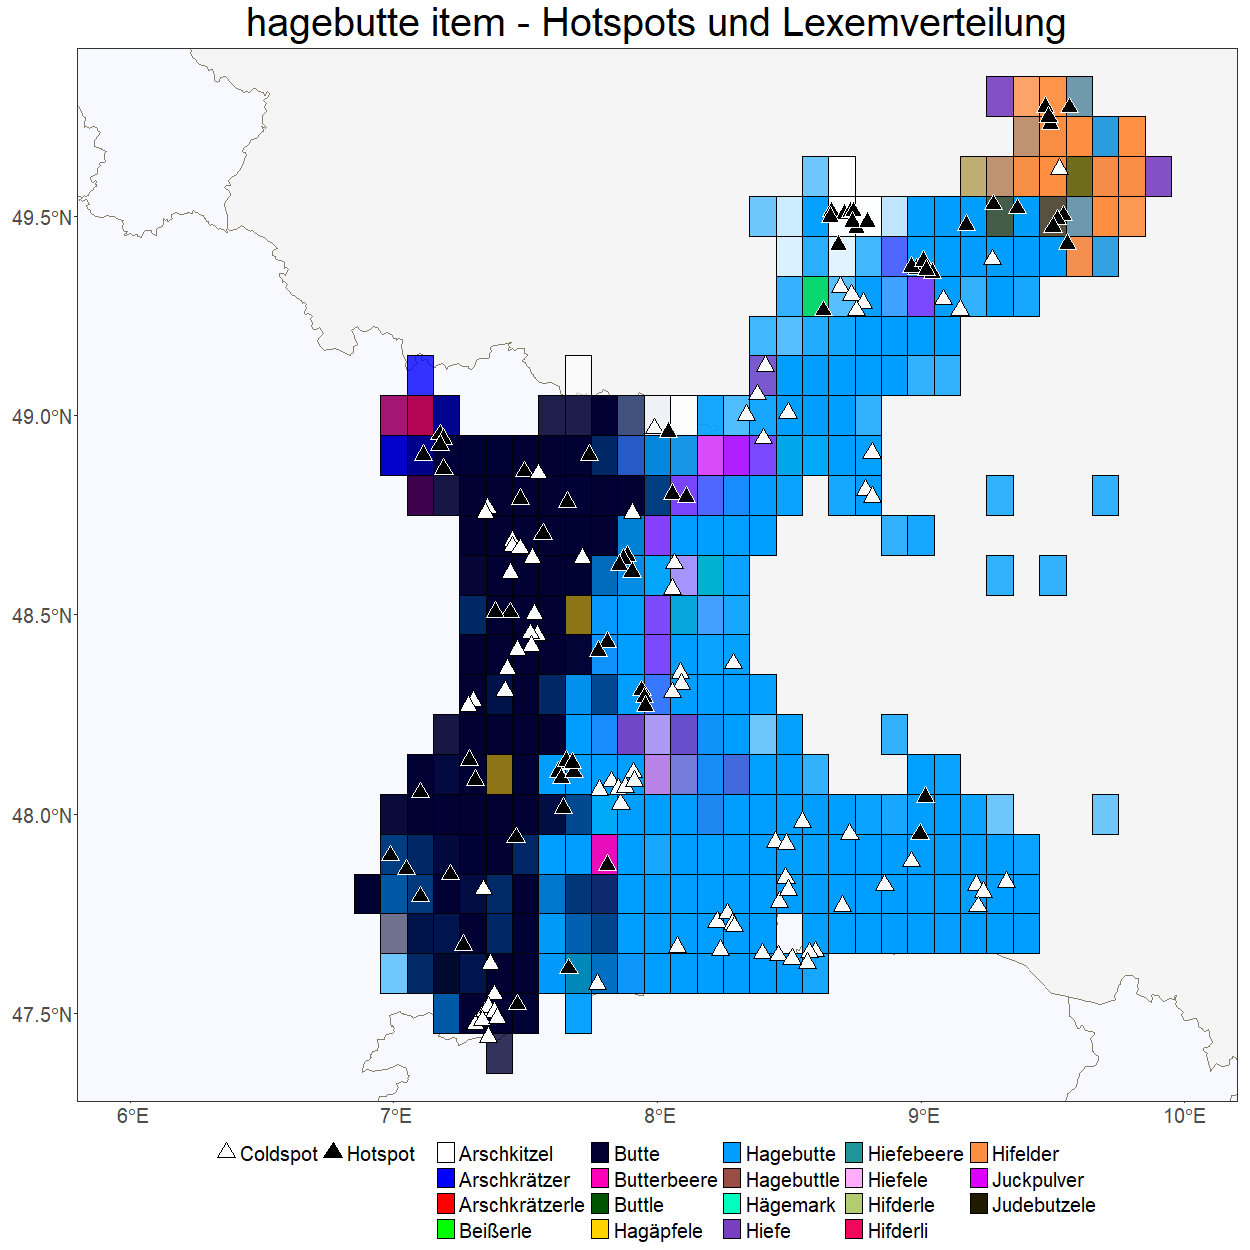 hagebutte item - Hotspots und Lexemverteilung
49.5°N
49.0°N
48.5°N
48.0°N
47.5°N
6°E 7°E 8°E 9°E 10°E
Coldspot Hotspot Arschkitzel Butte Hagebutte Hiefebeere Hifelder
Arschkrätzer Butterbeere Hagebuttle Hiefele Juckpulver
Arschkrätzerle Buttle Hägemark Hifderle Judebutzele
Beißerle Hagäpfele Hiefe Hifderli